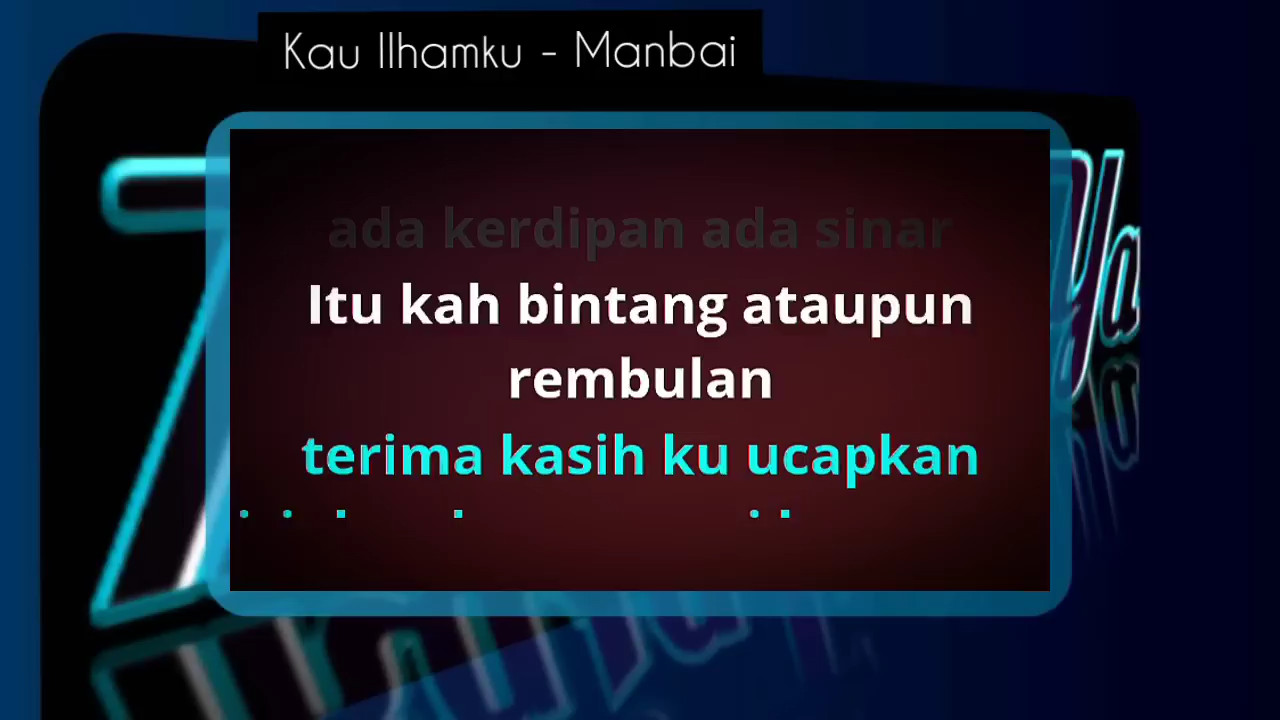 Kau Ilhamku - Manbai
ada kerdipan ada sinar
Itu kah bintang ataupun
rembulan
terima kasih ku ucapkan